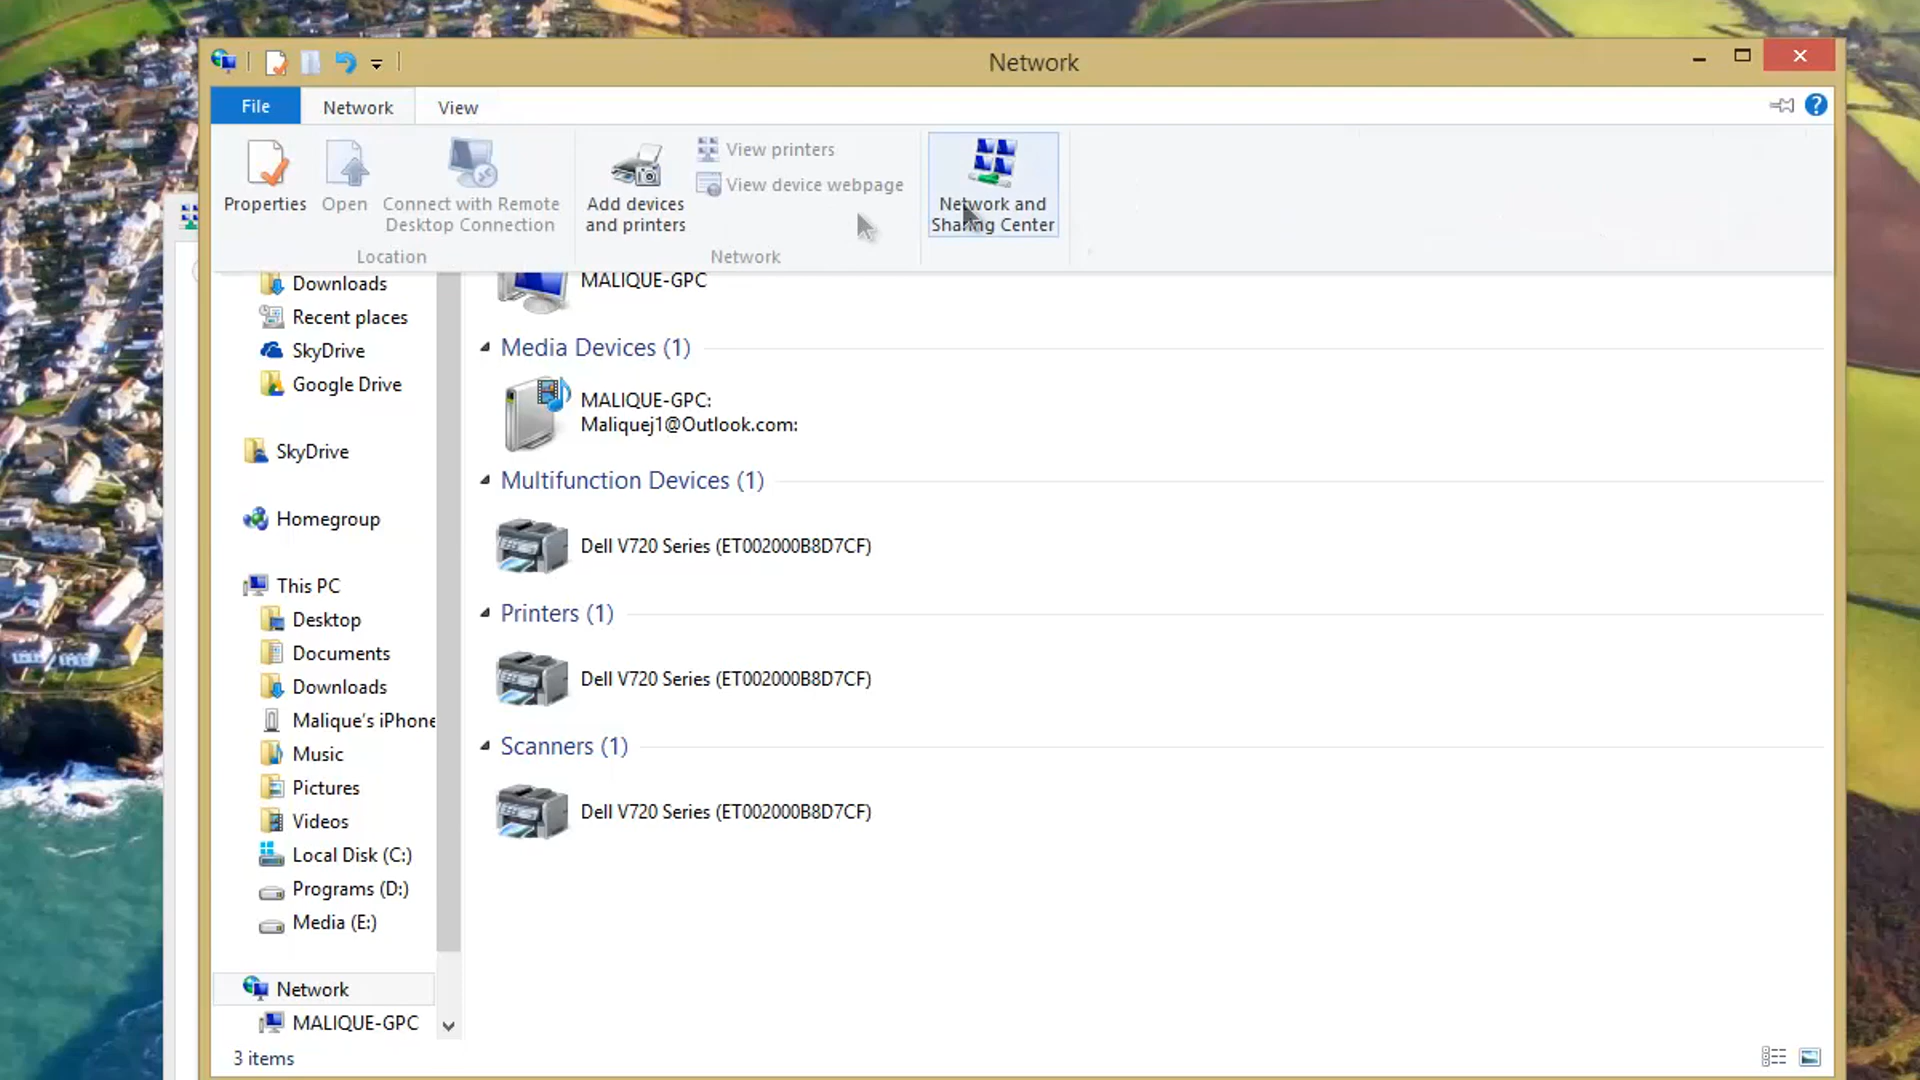 Network
File
Network
View
Properties
Open
Connect with Remote
Desktop Connection
Location
Add devices
and printers
View printers
View device webpage
Network
Network and
Sharing Center
Downloads
Recent places
SkyDrive
Google Drive
SkyDrive
Homegroup
This PC
Desktop
Documents
Downloads
Malique's iPhone
Music
Pictures
Videos
Local Disk (C:)
Programs (D:)
Media (E:)
Network
MALIQUE-GPC
MALIQUE-GPC
Media Devices (1)
MALIQUE-GPC:
Maliquej1@Outlook.com:
Multifunction Devices (1)
Dell V720 Series (ET002000B8D7CF)
Printers (1)
Dell V720 Series (ET002000B8D7CF)
Scanners (1)
Dell V720 Series (ET002000B8D7CF)
3 items